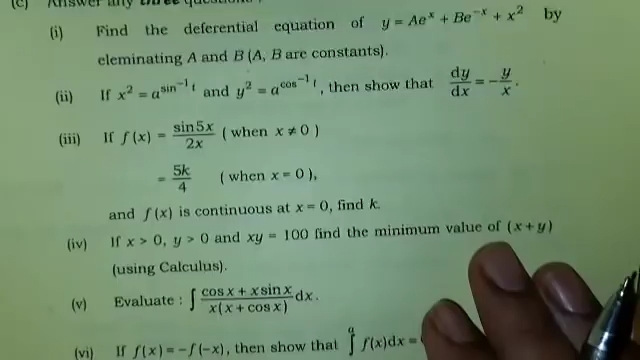 (c) Answer any three questions :
(i) Find the deferential equation of y = Ae^x + Be^-x + x^2 by
eleminating A and B (A, B are constants).
(ii) If x^2 = a^sin^-1 t and y^2 = a^cos^-1 t, then show that dy/dx = -y/x.
(iii) If f(x) = sin5x/2x (when x ≠ 0)
= 5k/4 (when x = 0),
and f(x) is continuous at x = 0, find k.
(iv) If x > 0, y > 0 and xy = 100 find the minimum value of (x+y)
(using Calculus).
(v) Evaluate : ∫ cos x + x sin x / x(x + cos x) dx.
(vi) If f(x) = -f(-x), then show that ∫ a f(x)dx =